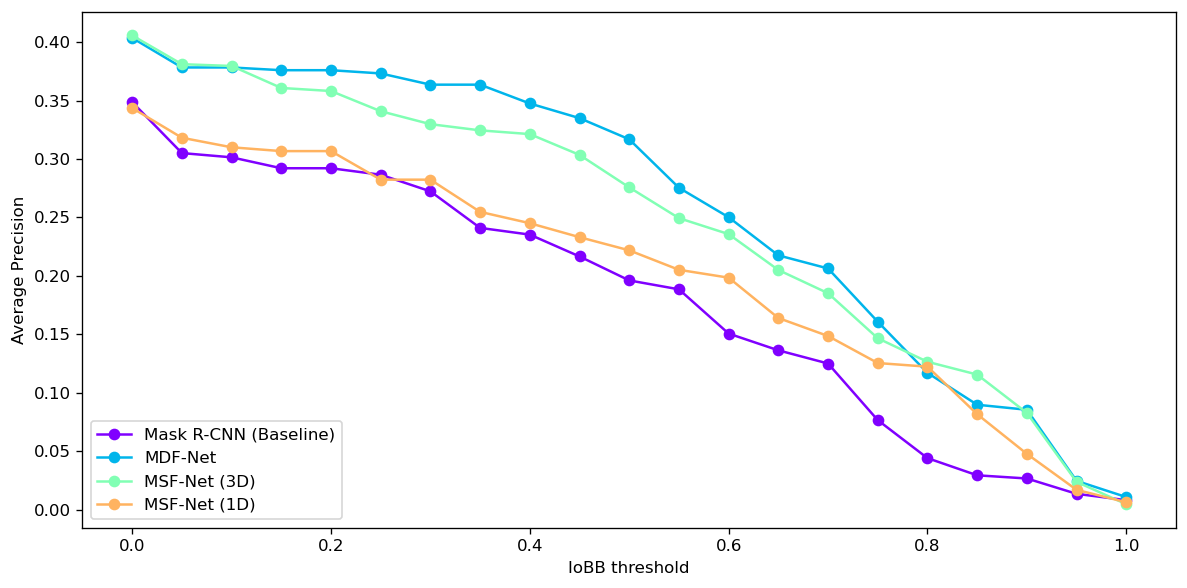 0.40
0.35
0.30
0.25
0.20
0.15
0.10
0.05
0.00
Average Precision
Mask R-CNN (Baseline)
MDF-Net
MSF-Net (3D)
MSF-Net (1D)
0.0 0.2 0.4 0.6 0.8 1.0
IoBB threshold